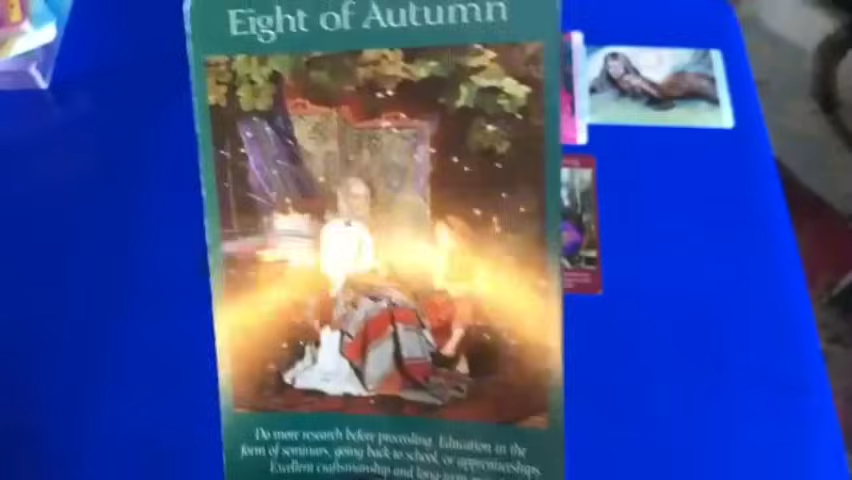 Eight of Autumn
Do more research before proceeding. Education in the
form of seminars, going back to school, or apprenticeships.
Excellent craftsmanship and long-term